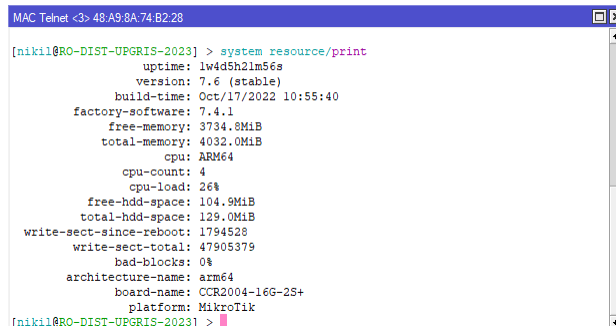 MAC Telnet <3> 48:A9:8A:74:B2:28
[nikil@RO-DIST-UPGRIS-2023] > system resource/print
uptime: 1w4d5h21m56s
version: 7.6 (stable)
build-time: Oct/17/2022 10:55:40
factory-software: 7.4.1
free-memory: 3734.8MiB
total-memory: 4032.0MiB
cpu: ARM64
cpu-count: 4
cpu-load: 26%
free-hdd-space: 104.9MiB
total-hdd-space: 129.0MiB
write-sect-since-reboot: 1794528
write-sect-total: 47905379
bad-blocks: 0%
architecture-name: arm64
board-name: CCR2004-16G-2S+
platform: MikroTik
[nikil@RO-DIST-UPGRIS-2023] >